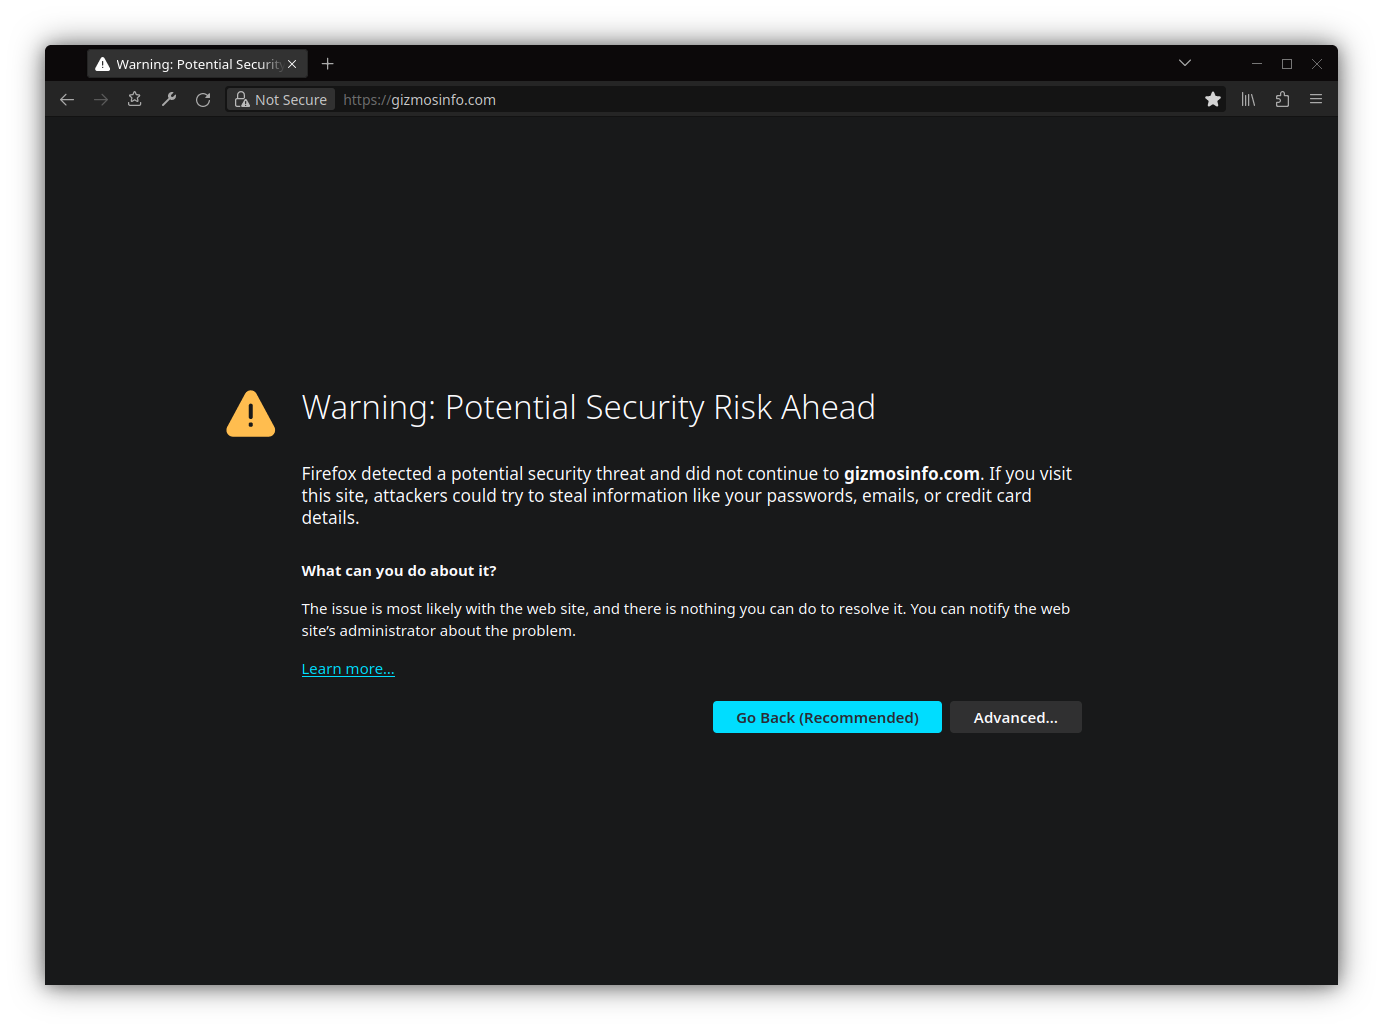 Warning: Potential Securit
Not Secure https://gizmosinfo.com
Warning: Potential Security Risk Ahead
Firefox detected a potential security threat and did not continue to gizmosinfo.com. If you visit
this site, attackers could try to steal information like your passwords, emails, or credit card
details.
What can you do about it?
The issue is most likely with the web site, and there is nothing you can do to resolve it. You can notify the web
site’s administrator about the problem.
Learn more…
Go Back (Recommended) Advanced…